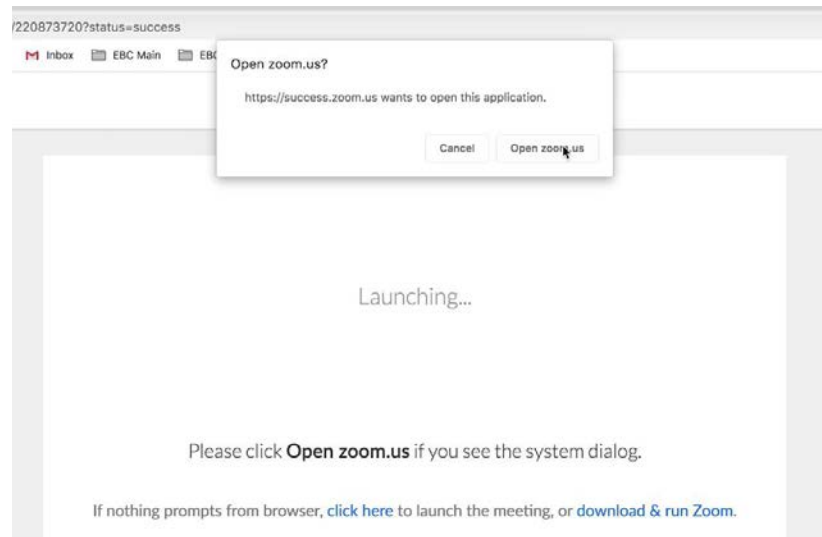 /220873720?status=success
Inbox EBC Main EBC
Open zoom.us?
https://success.zoom.us wants to open this application.
Cancel Open zoom.us
Launching...
Please click Open zoom.us if you see the system dialog.
If nothing prompts from browser, click here to launch the meeting, or download & run Zoom.